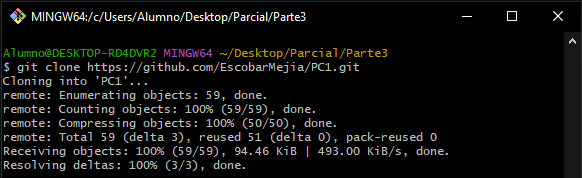 MINGW64:/c/Users/Alumno/Desktop/Parcial/Parte3
Alumno@DESKTOP-RD4DVR2 MINGW64 ~/Desktop/Parcial/Parte3
$ git clone https://github.com/EscobarMejia/PC1.git
Cloning into 'PC1'...
remote: Enumerating objects: 59, done.
remote: Counting objects: 100% (59/59), done.
remote: Compressing objects: 100% (50/50), done.
remote: Total 59 (delta 3), reused 51 (delta 0), pack-reused 0
Receiving objects: 100% (59/59), 94.46 KiB | 493.00 KiB/s, done.
Resolving deltas: 100% (3/3), done.